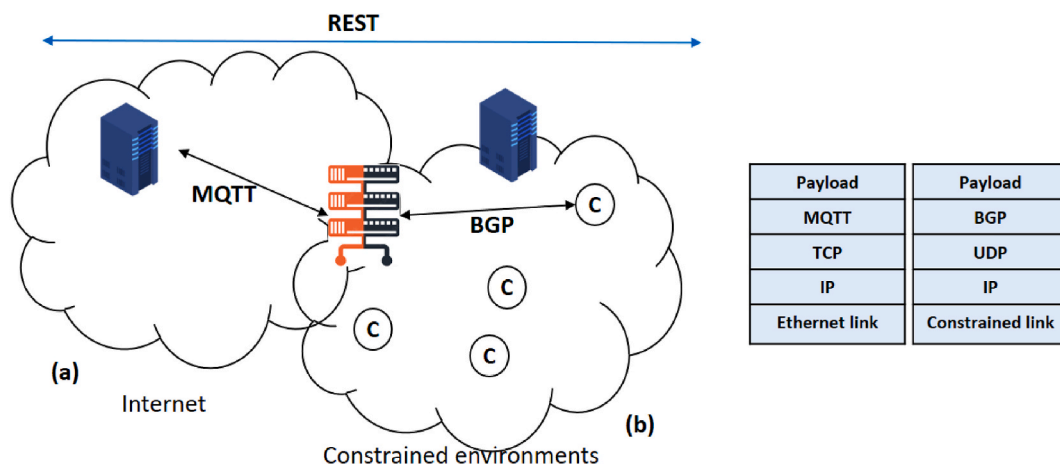 REST
MQTT
BGP
C
C
C
C
(a)
Internet
(b)
Constrained environments
Payload
MQTT
TCP
IP
Ethernet link
Payload
BGP
UDP
IP
Constrained link